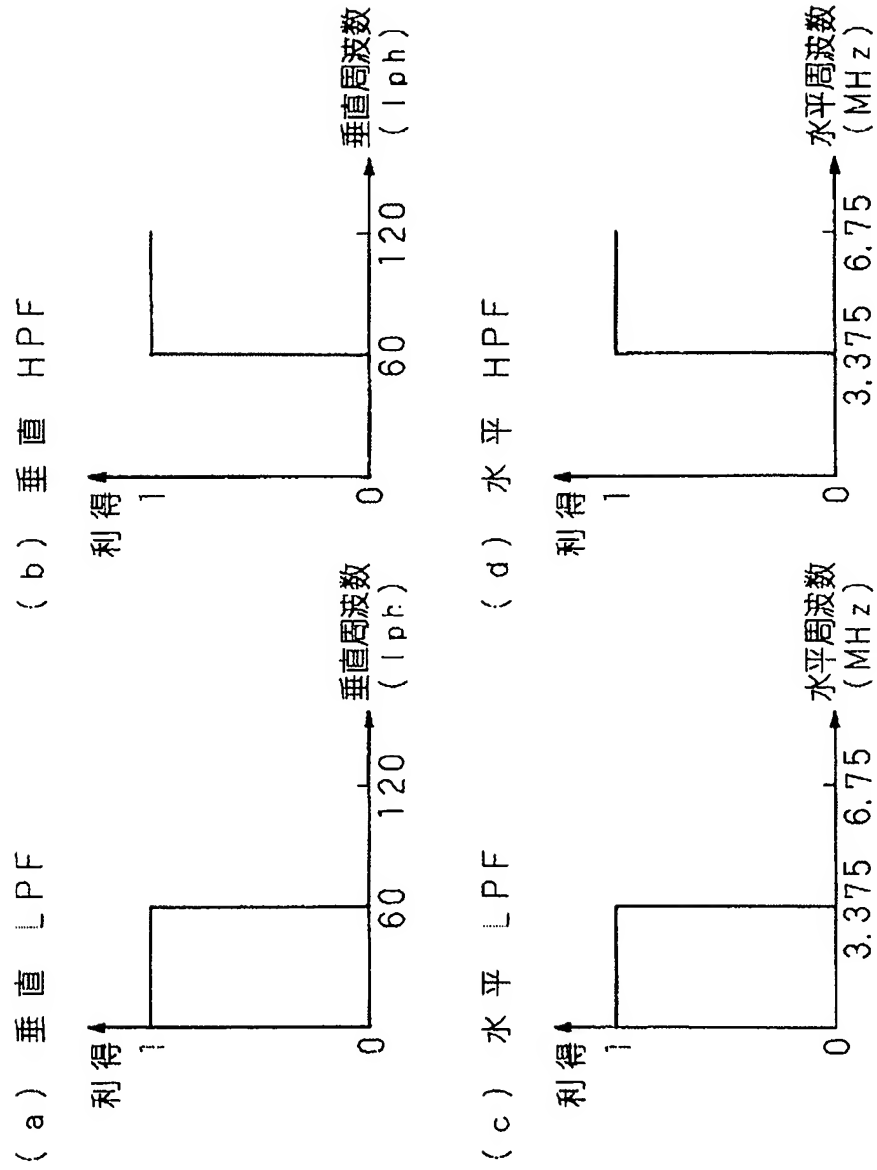 (a) 垂直 LPF
利得
1
0
60 120
垂直周波数
(lph)
(b) 垂直 HPF
利得
1
0
60 120
垂直周波数
(lph)
(c) 水平 LPF
利得
1
0
3.375 6.75
水平周波数
(MHz)
(d) 水平 HPF
利得
1
0
3.375 6.75
水平周波数
(MHz)